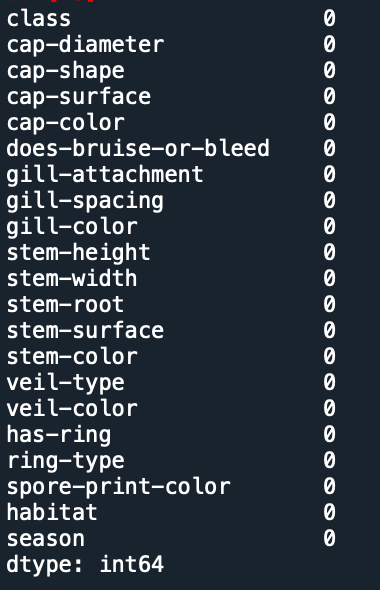 class 0
cap-diameter 0
cap-shape 0
cap-surface 0
cap-color 0
does-bruise-or-bleed 0
gill-attachment 0
gill-spacing 0
gill-color 0
stem-height 0
stem-width 0
stem-root 0
stem-surface 0
stem-color 0
veil-type 0
veil-color 0
has-ring 0
ring-type 0
spore-print-color 0
habitat 0
season 0
dtype: int64